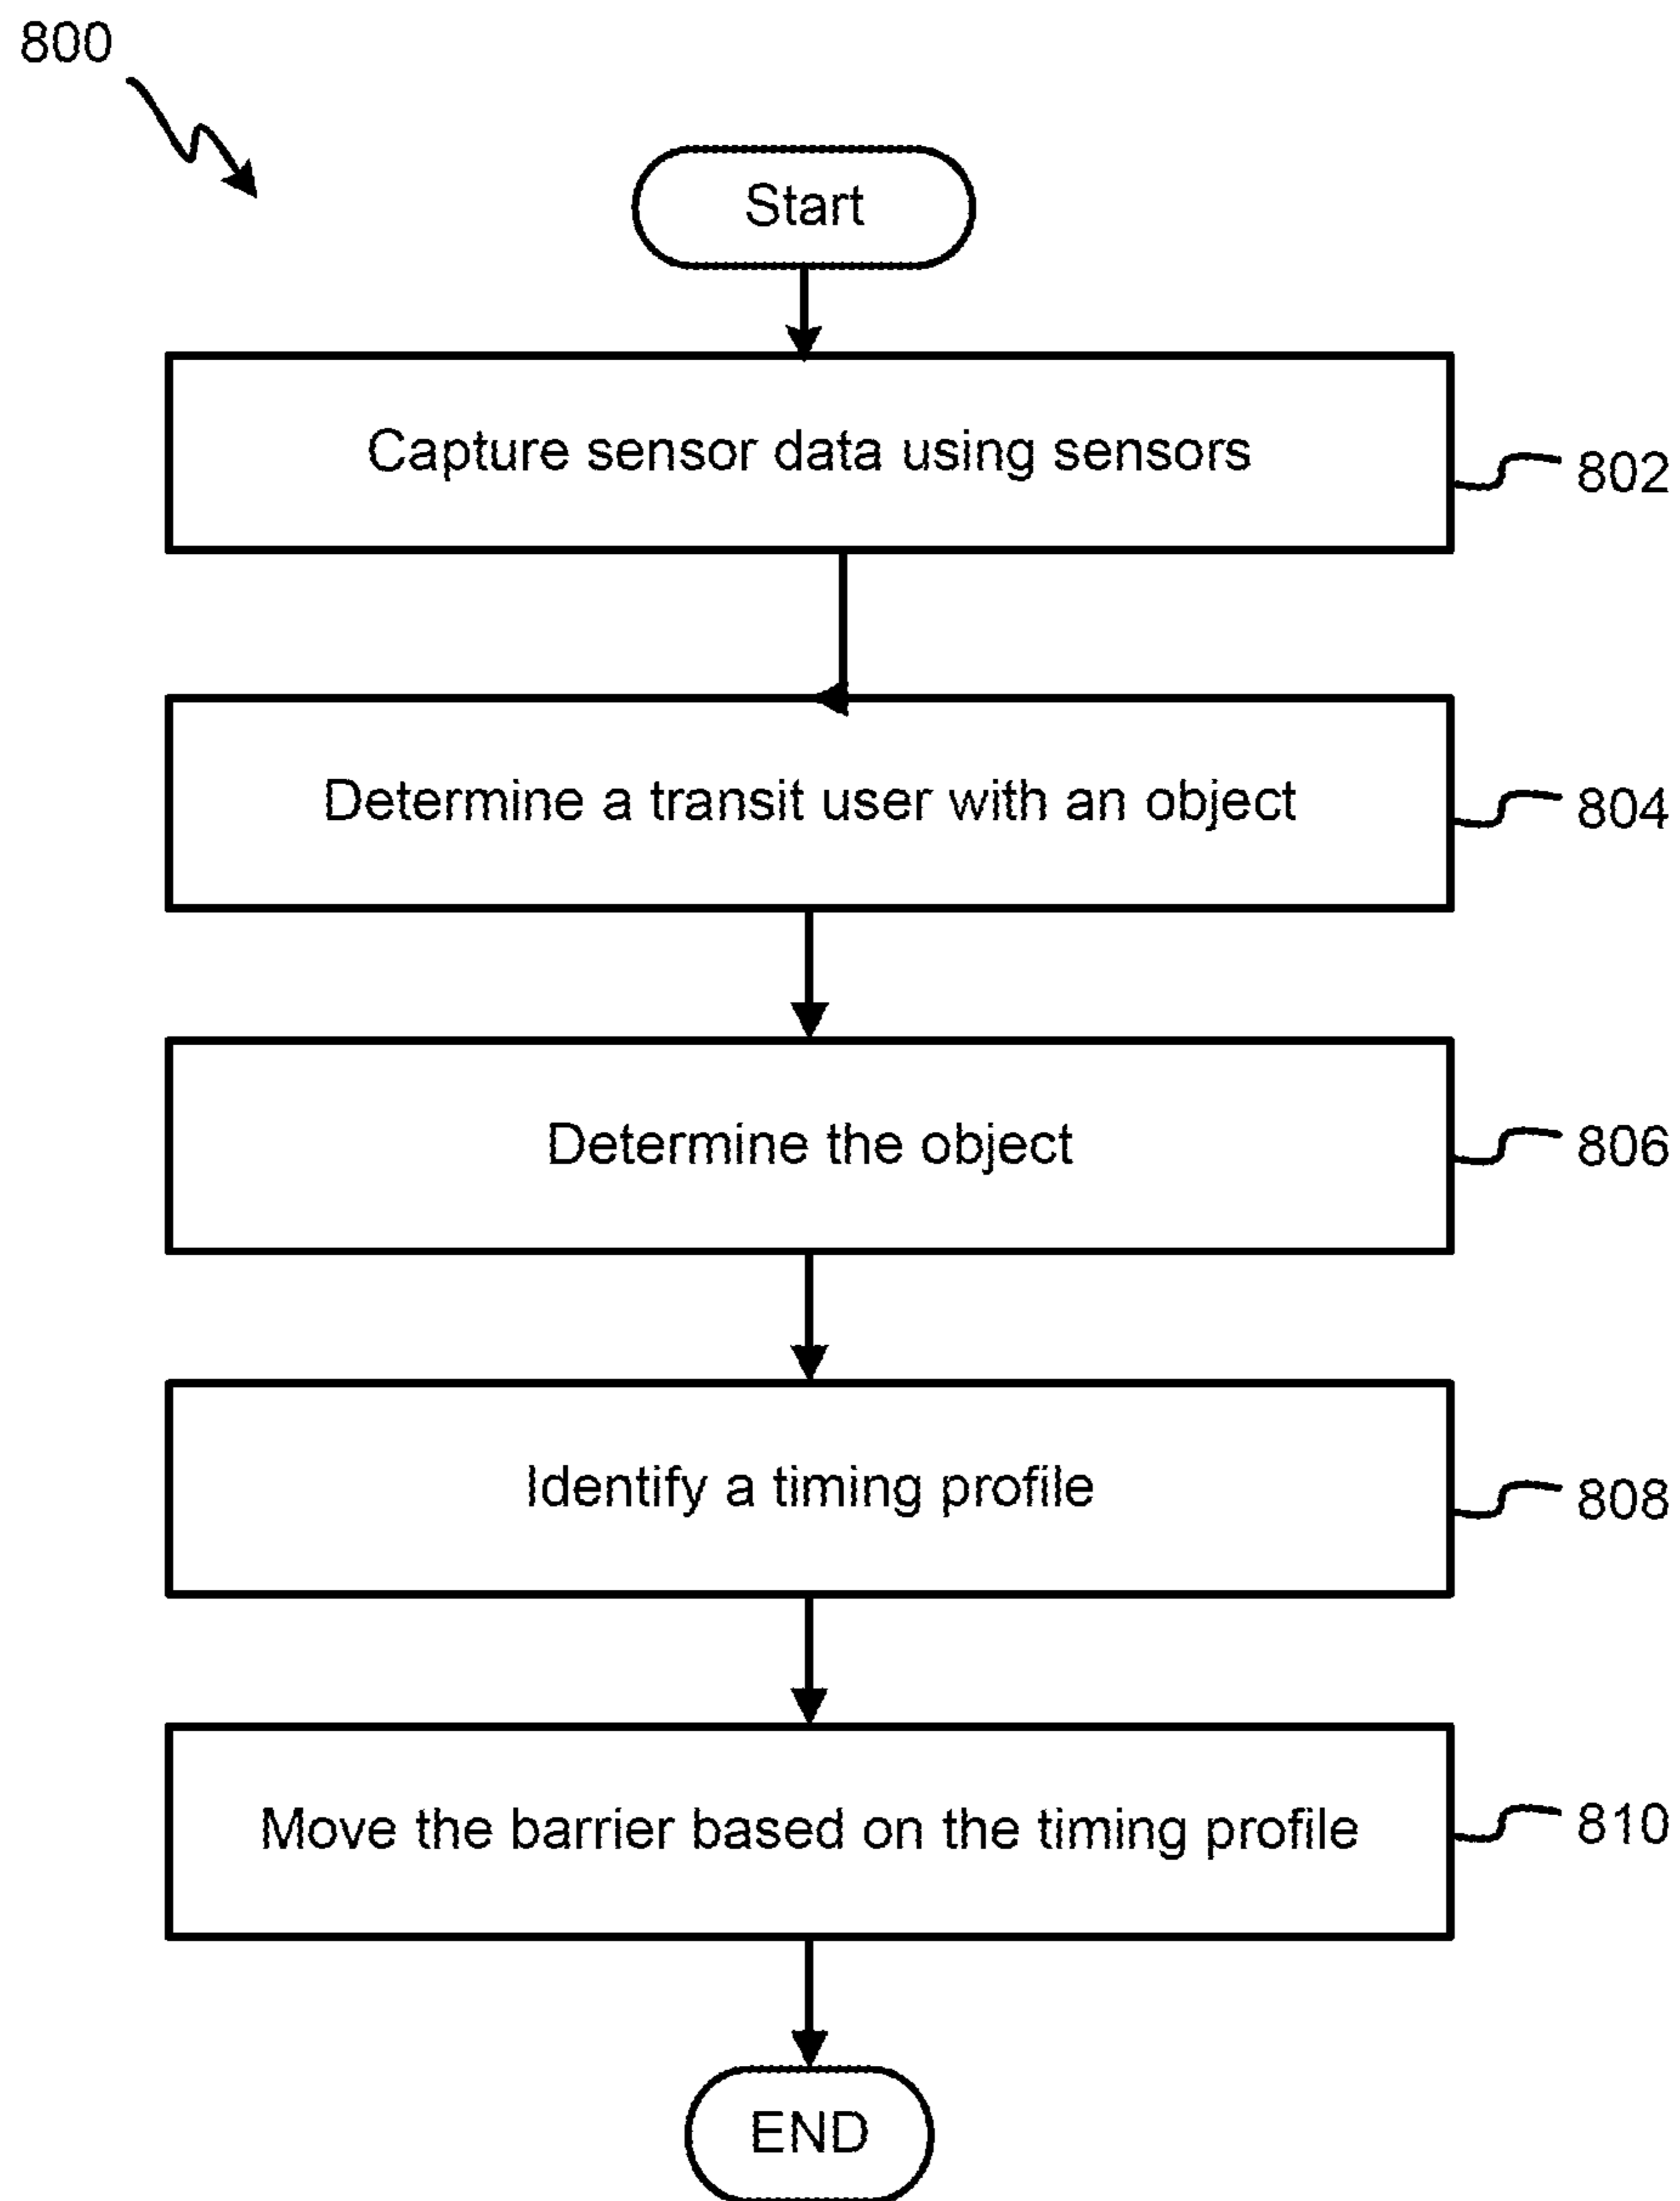 800
Start
Capture sensor data using sensors
802
Determine a transit user with an object
804
Determine the object
806
Identify a timing profile
808
Move the barrier based on the timing profile
810
END